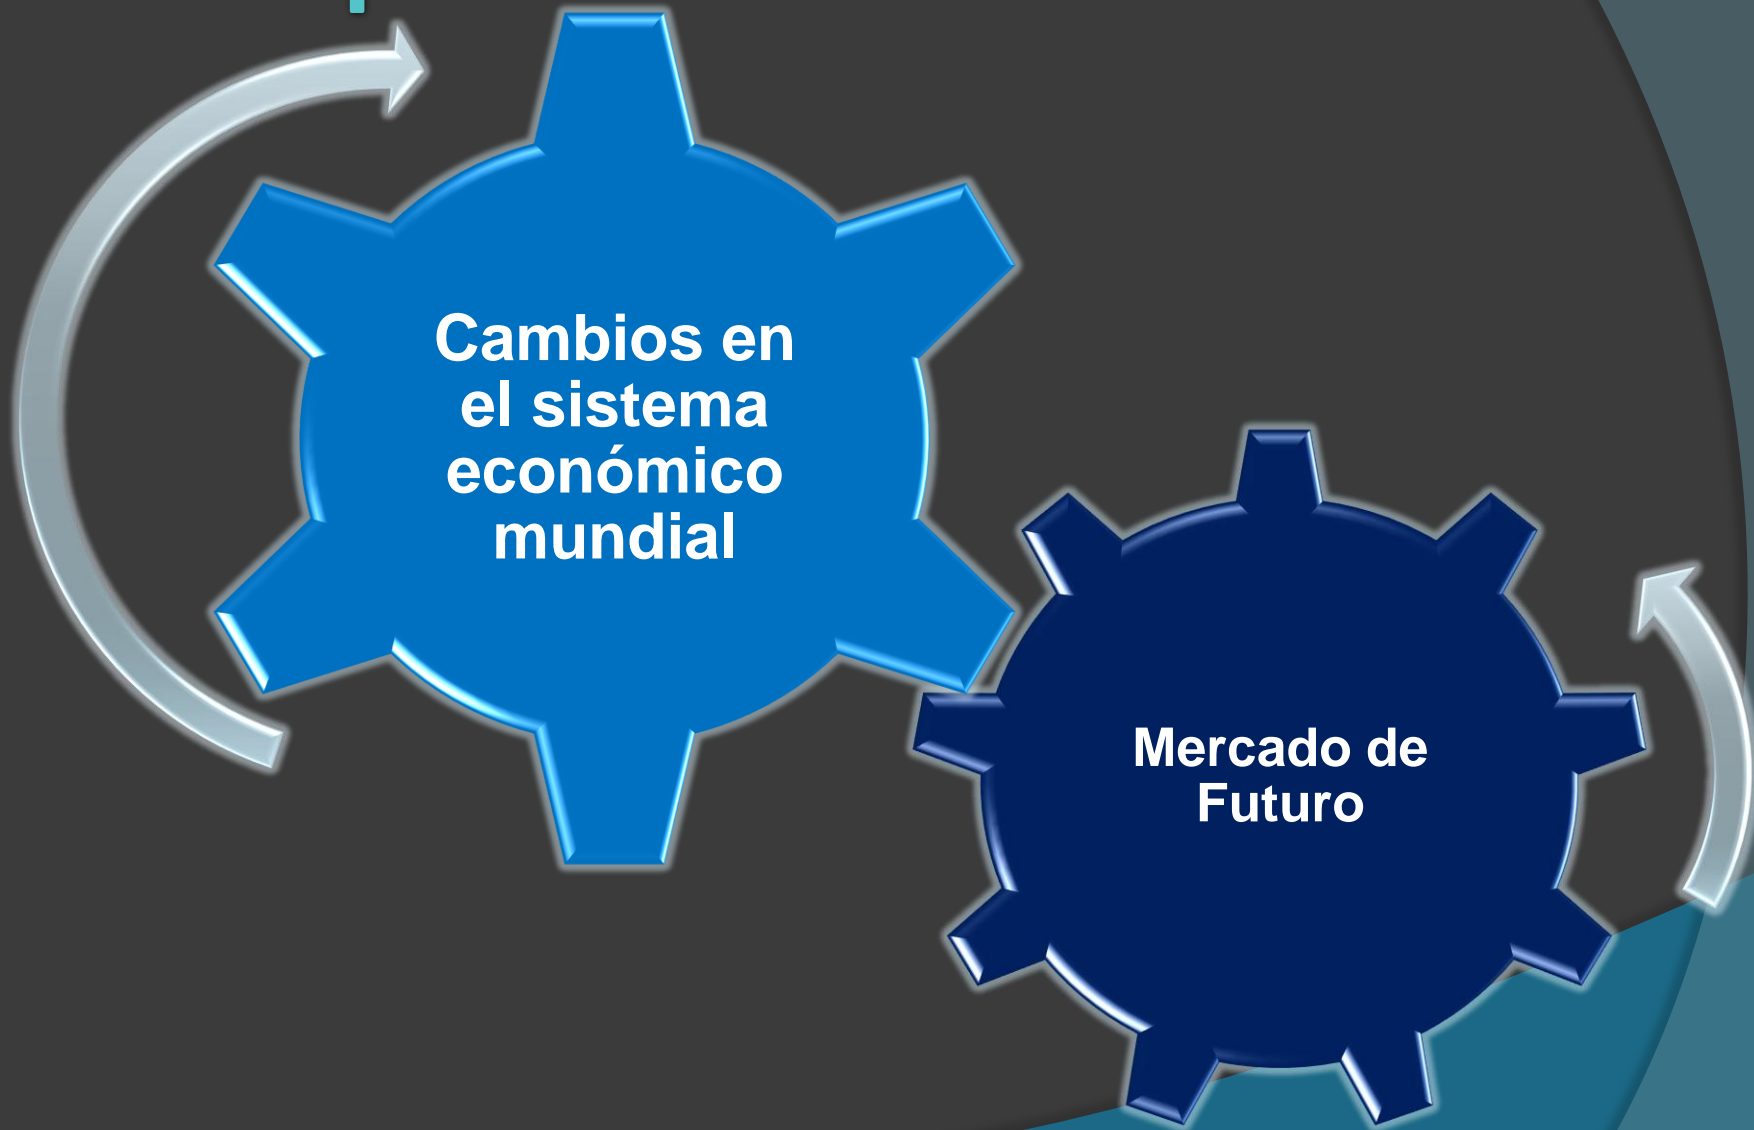 Cambios en
el sistema
económico
mundial
Mercado de
Futuro